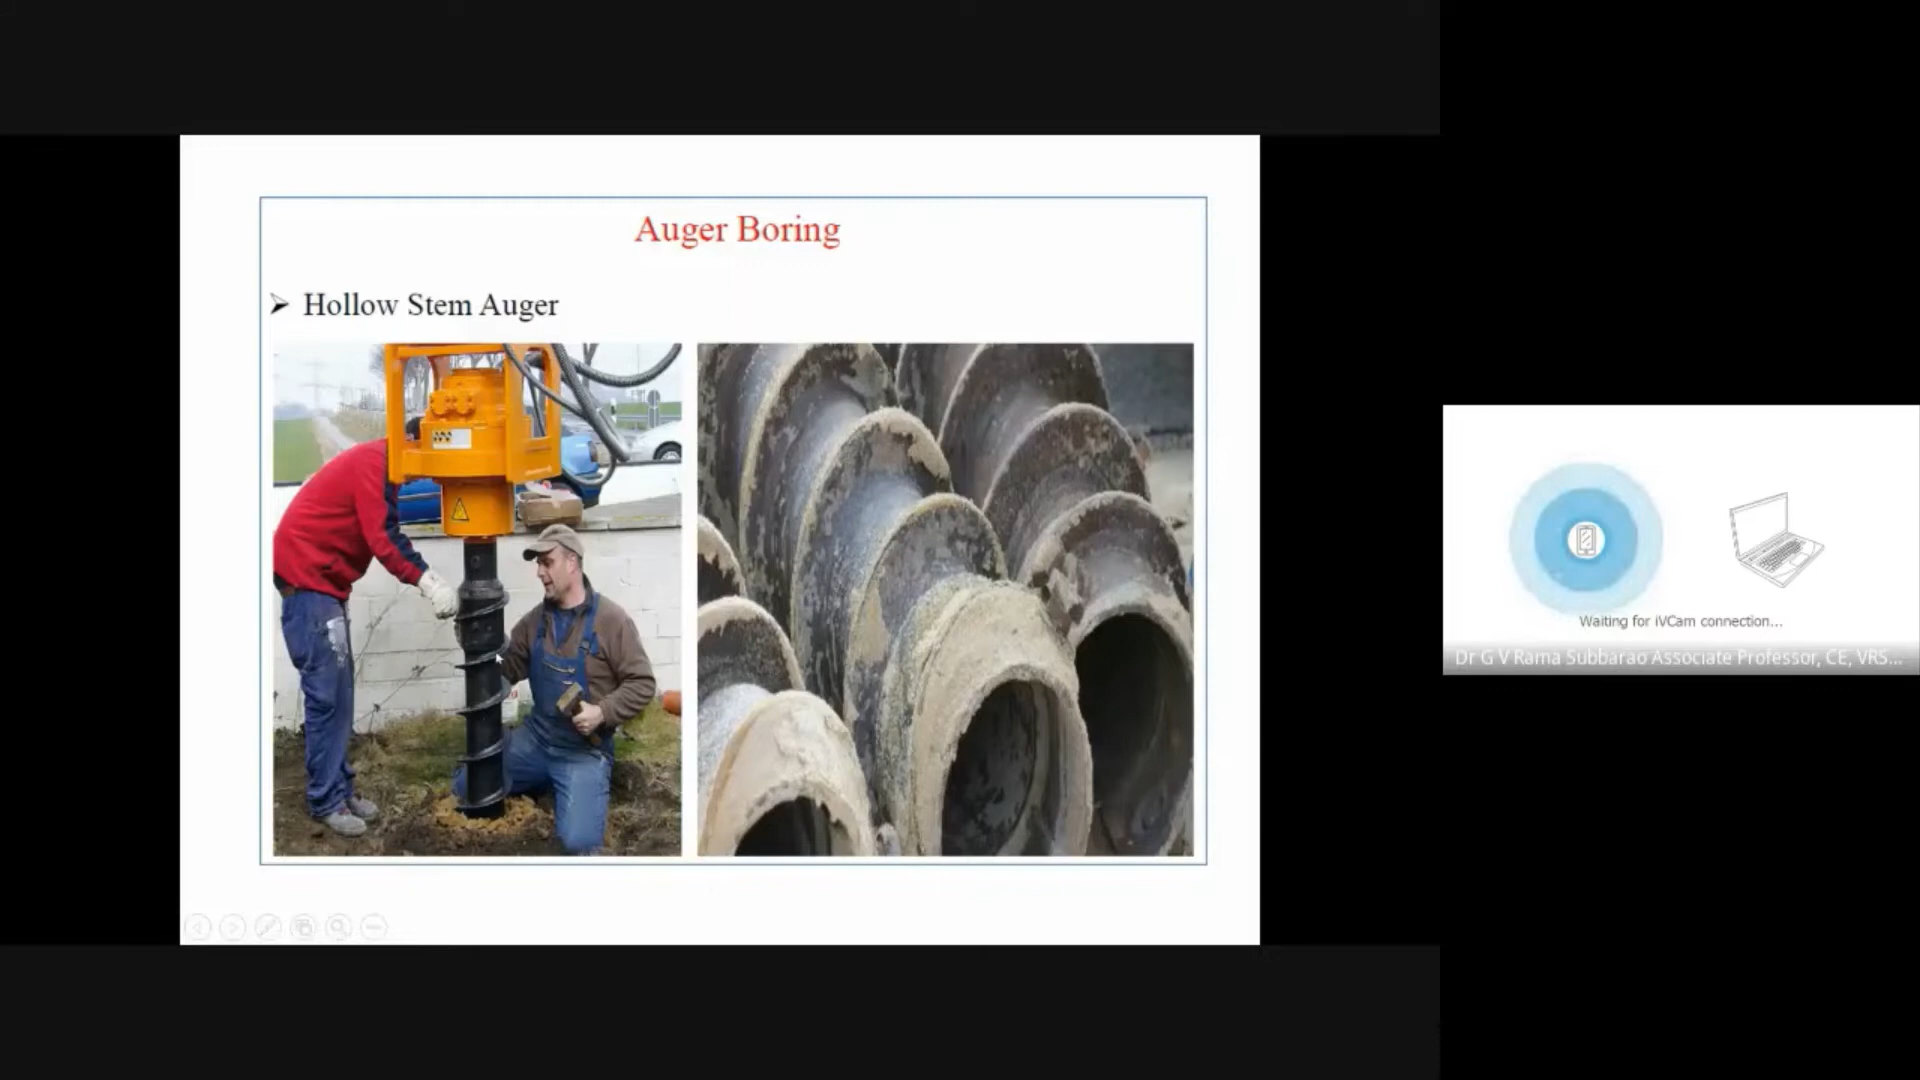 Auger Boring
➤ Hollow Stem Auger
Waiting for iVCam connection...
Dr G V Rama Subbarao Associate Professor, CE, VRS...